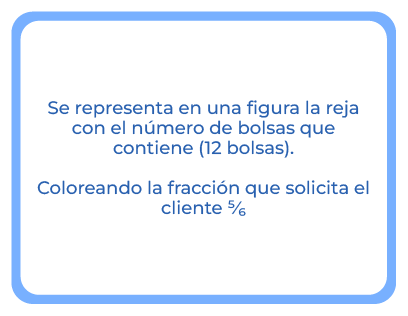 Se representa en una figura la reja
con el número de bolsas que
contiene (12 bolsas).
Coloreando la fracción que solicita el
cliente ⅚